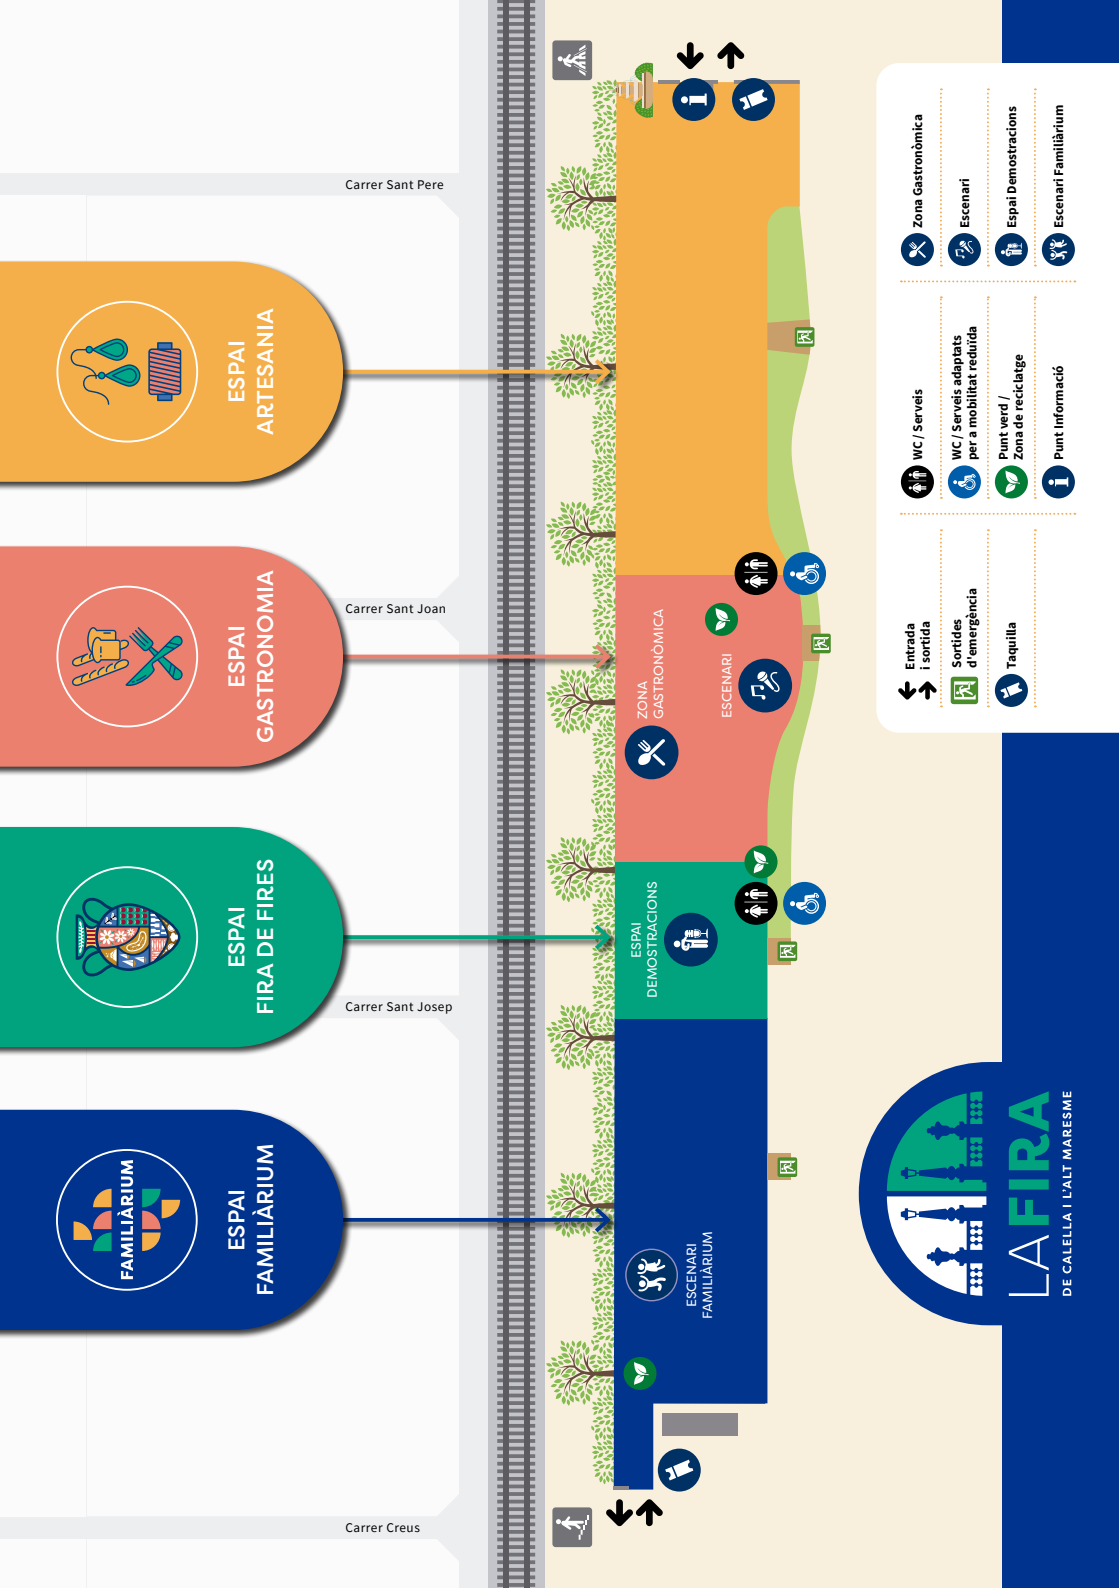 Carrer Creus
Carrer Sant Josep
Carrer Sant Joan
Carrer Sant Pere
FAMILIÀRIUM
ESPAI
FAMILIÀRIUM
ESPAI
FIRA DE FIRES
ESPAI
GASTRONOMIA
ESPAI
ARTESANIA
ESCENARI
FAMILIÀRIUM
ESPAI
DEMOSTRACIONS
ZONA
GASTRONÒMICA
ESCENARI
LA FIRA
DE CALELLA I L'ALT MARESME
Entrada
i sortida
Sortides
d'emergència
Taquilla
WC / Serveis
WC / Serveis adaptats
per a mobilitat reduïda
Punt verd /
Zona de reciclatge
Punt Informació
Zona Gastronòmica
Escenari
Espai Demostracions
Escenari Familiàrium